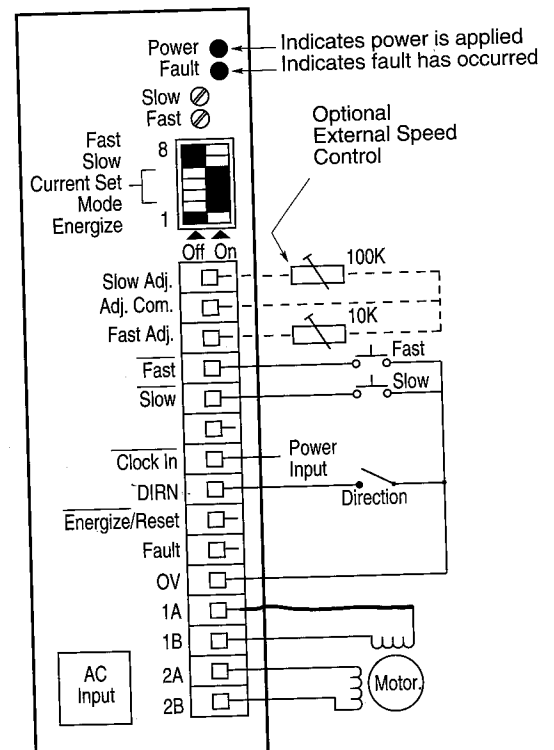 Power
Indicates power is applied
Fault
Indicates fault has occurred
Slow
Fast
Optional
External Speed
Control
Fast
8
Slow
Current Set
Mode
Energize
1
Off On
Slow Adj.
100K
Adj. Com.
Fast Adj.
10K
Fast
Fast
Slow
Slow
Clock In
Power
Input
DIRN
Direction
Energize/Reset
Fault
OV
1A
1B
2A
2B
AC
Input
Motor.